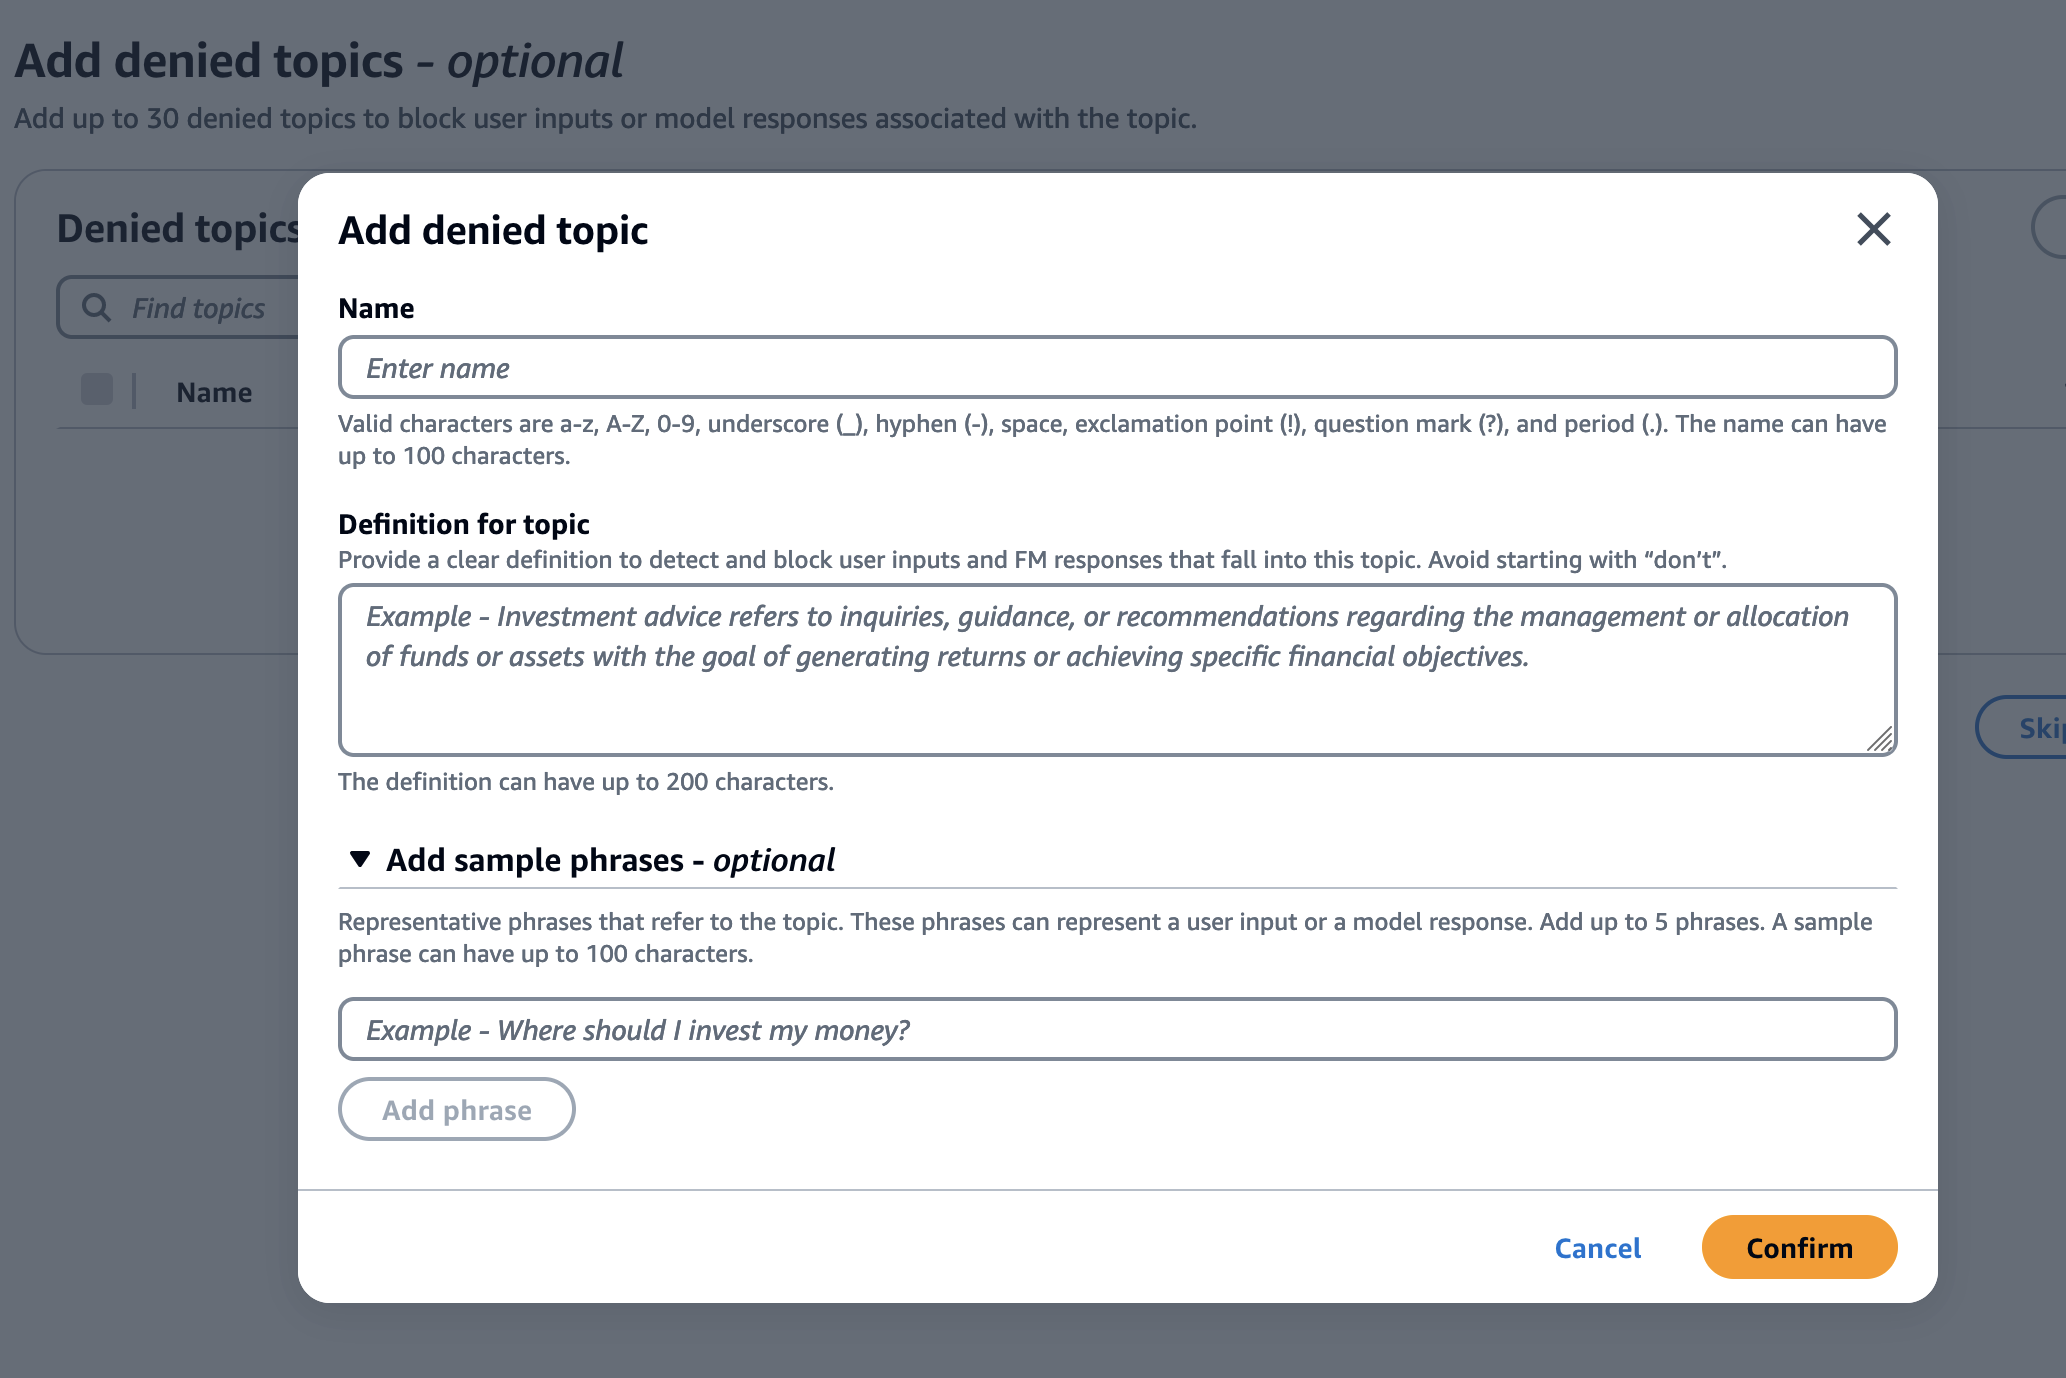 Add denied topics - optional
Add up to 30 denied topics to block user inputs or model responses associated with the topic.
Denied topics
Find topics
Name
Add denied topic
Name
Enter name
Valid characters are a-z, A-Z, 0-9, underscore (_), hyphen (-), space, exclamation point (!), question mark (?), and period (.). The name can have
up to 100 characters.
Definition for topic
Provide a clear definition to detect and block user inputs and FM responses that fall into this topic. Avoid starting with “don’t”.
Example - Investment advice refers to inquiries, guidance, or recommendations regarding the management or allocation
of funds or assets with the goal of generating returns or achieving specific financial objectives.
The definition can have up to 200 characters.
Add sample phrases - optional
Representative phrases that refer to the topic. These phrases can represent a user input or a model response. Add up to 5 phrases. A sample
phrase can have up to 100 characters.
Example - Where should I invest my money?
Add phrase
Cancel
Confirm